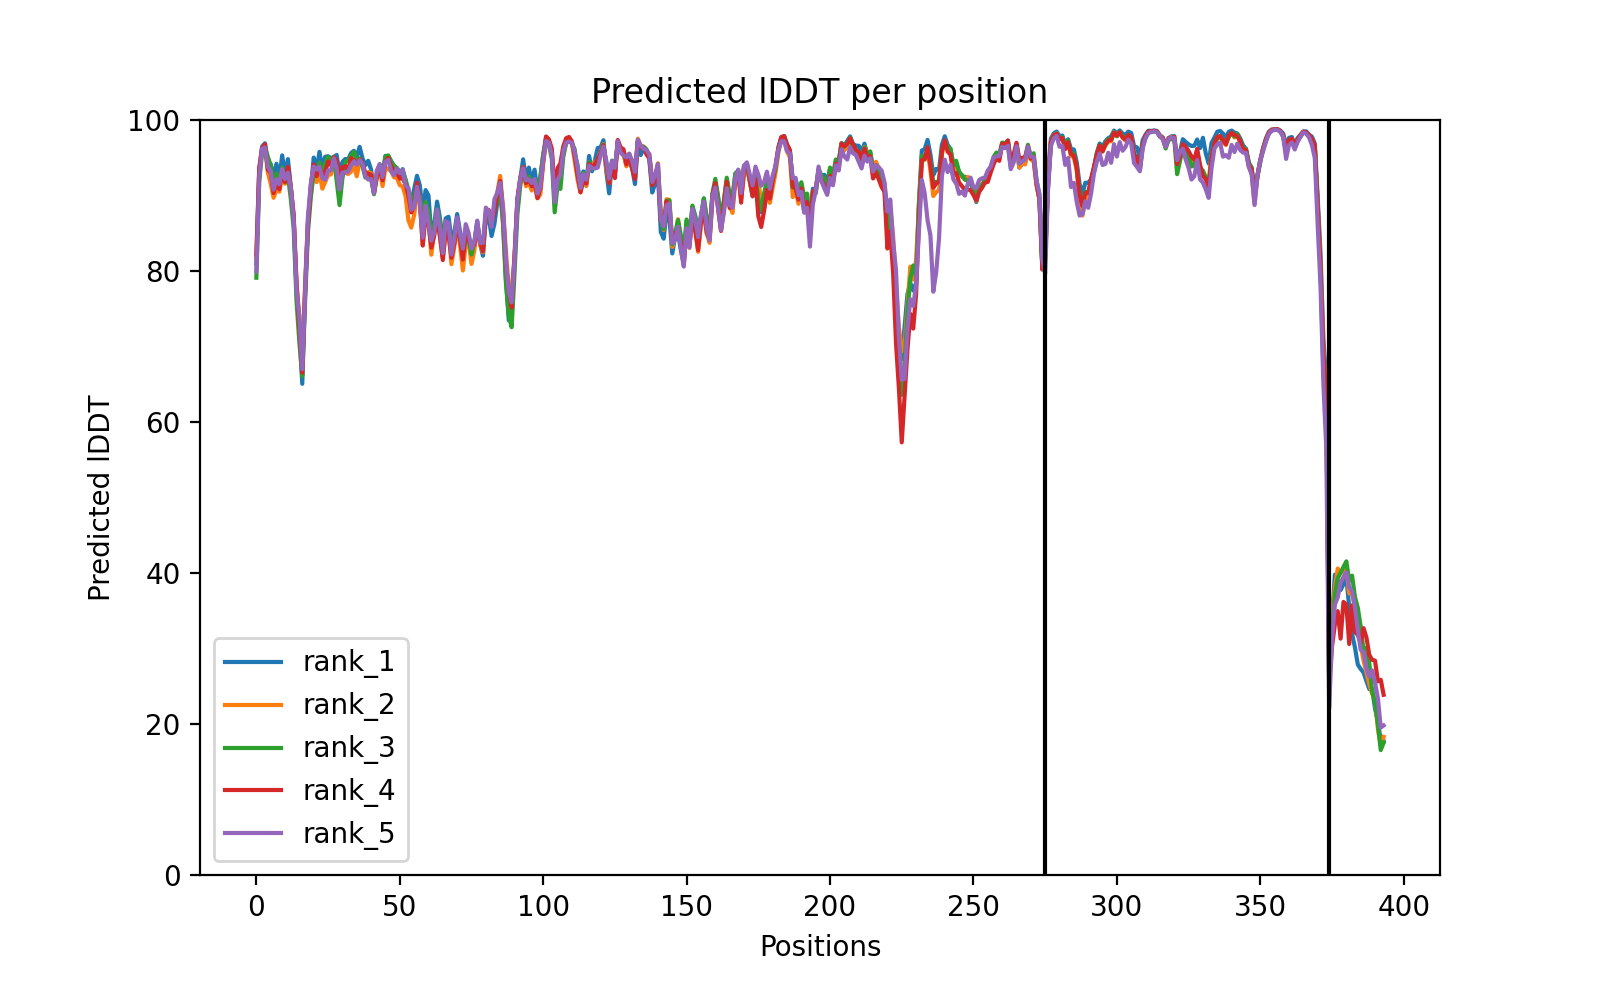 Predicted lDDT per position
100
80
60
40
20
0
Predicted lDDT
rank_1
rank_2
rank_3
rank_4
rank_5
0 50 100 150 200 250 300 350 400
Positions